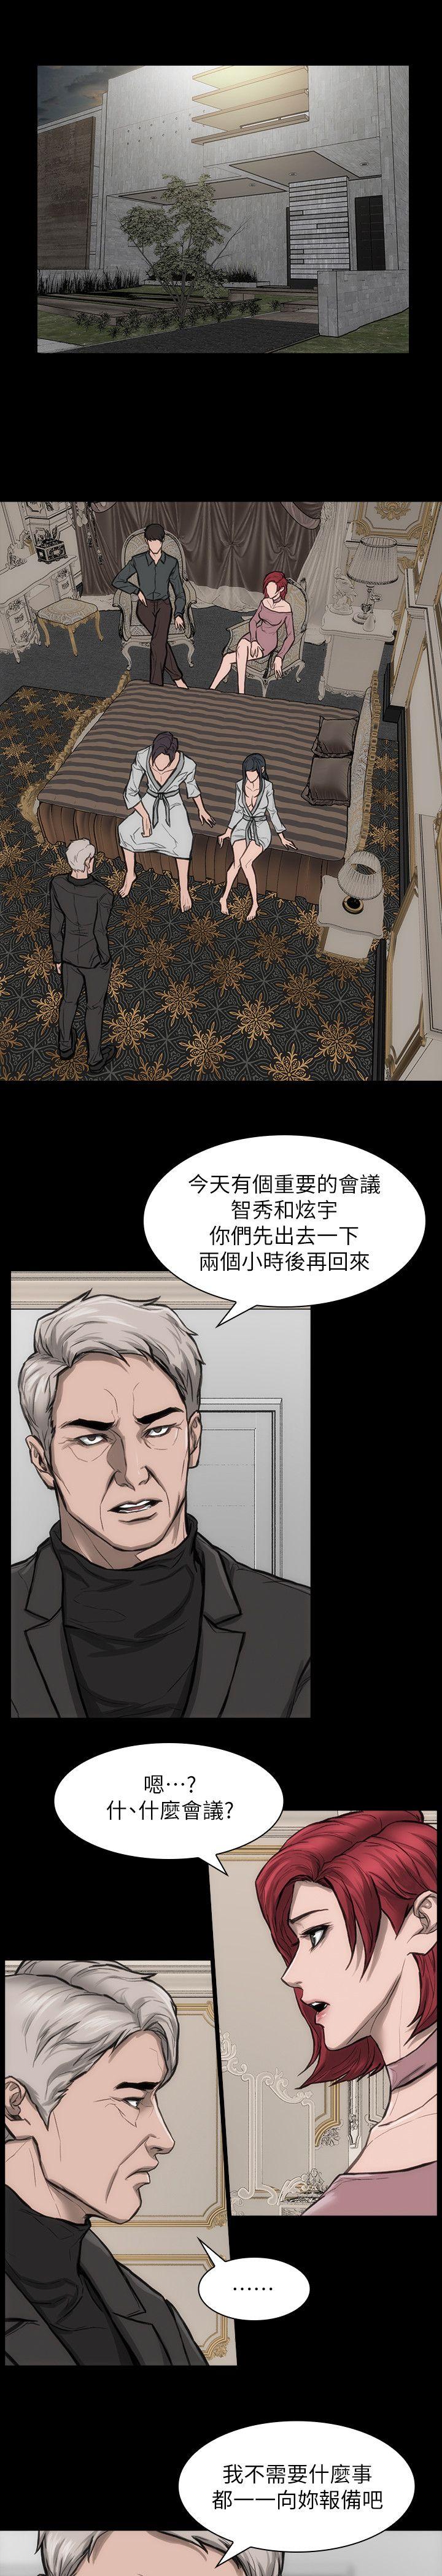 今天有個重要的會議
智秀和炫宇
你們先出去一下
兩個小時後再回來
嗯⋯?
什、什麼會議?
⋯⋯
我不需要什麼事
都一一向妳報備吧